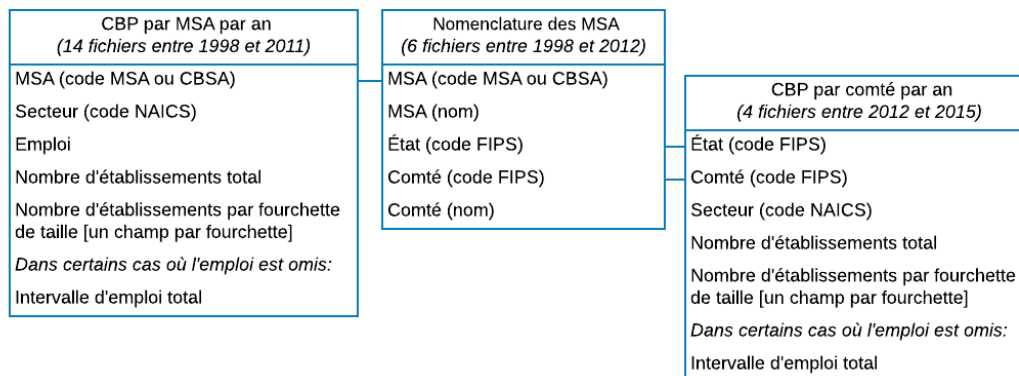 CBP par MSA par an
(14 fichiers entre 1998 et 2011)
MSA (code MSA ou CBSA)
Secteur (code NAICS)
Emploi
Nombre d'établissements total
Nombre d'établissements par fourchette
de taille [un champ par fourchette]
Dans certains cas où l'emploi est omis:
Intervalle d'emploi total
Nomenclature des MSA
(6 fichiers entre 1998 et 2012)
MSA (code MSA ou CBSA)
MSA (nom)
État (code FIPS)
Comté (code FIPS)
Comté (nom)
CBP par comté par an
(4 fichiers entre 2012 et 2015)
État (code FIPS)
Comté (code FIPS)
Secteur (code NAICS)
Nombre d'établissements total
Nombre d'établissements par fourchette
de taille [un champ par fourchette]
Dans certains cas où l'emploi est omis:
Intervalle d'emploi total